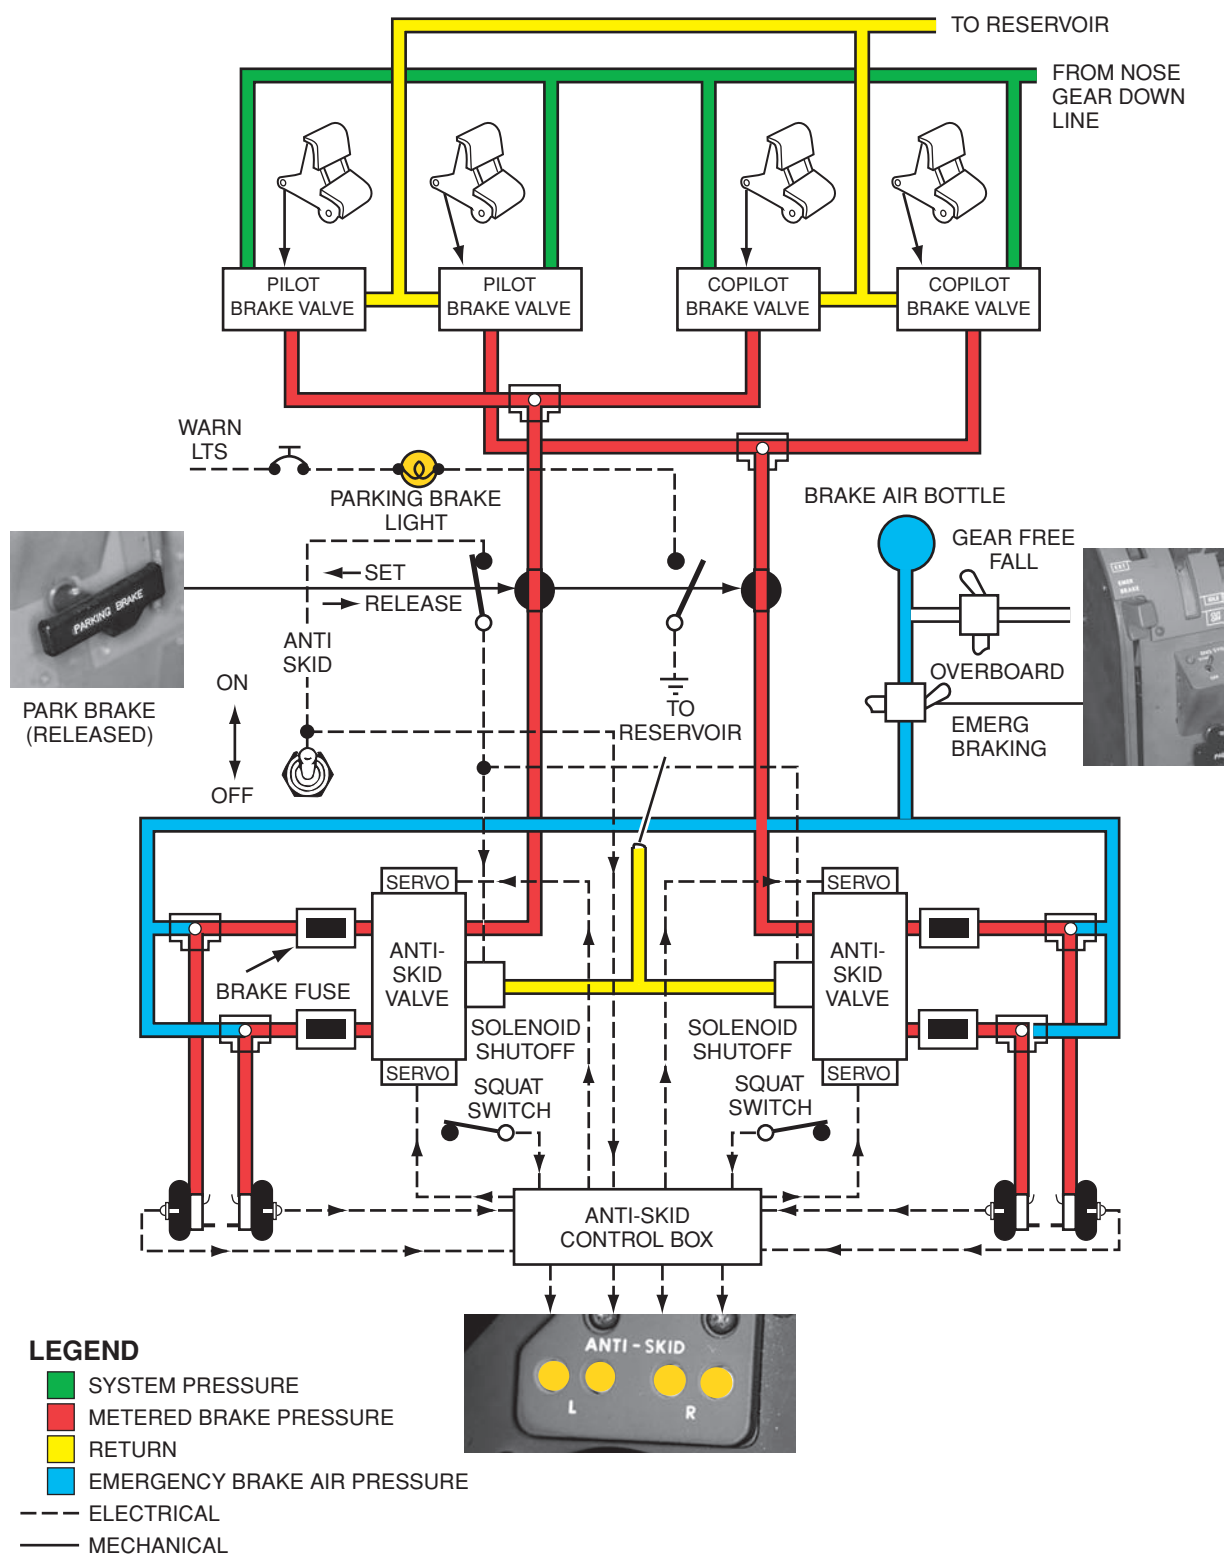 TO RESERVOIR
FROM NOSE
GEAR DOWN
LINE
PILOT
BRAKE VALVE
PILOT
BRAKE VALVE
COPILOT
BRAKE VALVE
COPILOT
BRAKE VALVE
WARN
LTS
PARKING BRAKE
LIGHT
BRAKE AIR BOTTLE
GEAR FREE
FALL
SET
RELEASE
PARKING BRAKE
PARK BRAKE
(RELEASED)
ANTI
SKID
ON
OFF
TO
RESERVOIR
OVERBOARD
EMERG
BRAKING
EMER
BRAKE
SERVO
ANTI-
SKID
VALVE
SERVO
BRAKE FUSE
SOLENOID
SHUTOFF
SOLENOID
SHUTOFF
SERVO
ANTI-
SKID
VALVE
SERVO
SQUAT
SWITCH
SQUAT
SWITCH
ANTI-SKID
CONTROL BOX
ANTI - SKID
L
R
LEGEND
SYSTEM PRESSURE
METERED BRAKE PRESSURE
RETURN
EMERGENCY BRAKE AIR PRESSURE
ELECTRICAL
MECHANICAL